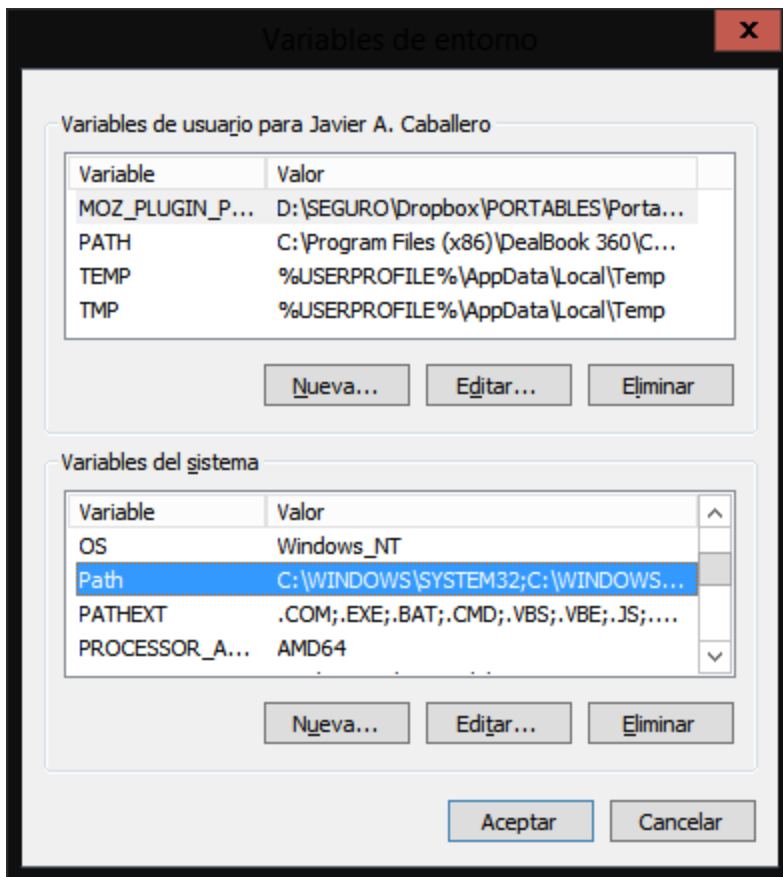 Variables de entorno
x
Variables de usuario para Javier A. Caballero
Variable Valor
MOZ_PLUGIN_P... D:\SEGURO\Dropbox\PORTABLES\Porta...
PATH C:\Program Files (x86)\DealBook 360\C...
TEMP %USERPROFILE%\AppData\Local\Temp
TMP %USERPROFILE%\AppData\Local\Temp
Nueva... Editar... Eliminar
Variables del sistema
Variable Valor
OS Windows_NT
Path C:\WINDOWS\SYSTEM32;C:\WINDOWS...
PATHEXT .COM;.EXE;.BAT;.CMD;.VBS;.VBE;.JS;....
PROCESSOR_A... AMD64
Nueva... Editar... Eliminar
Aceptar Cancelar